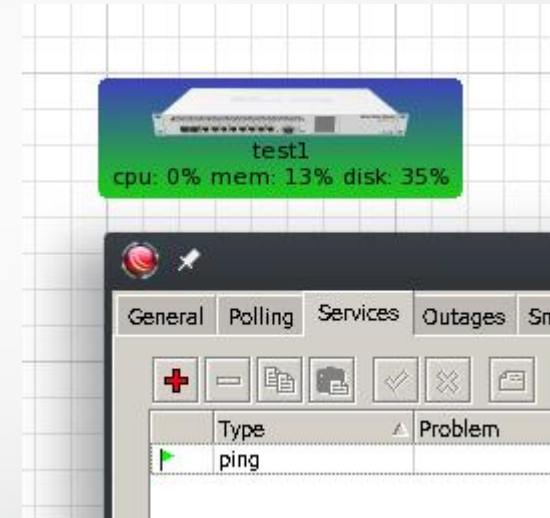 test1
cpu: 0% mem: 13% disk: 35%
General Polling Services Outages
Type Problem
ping